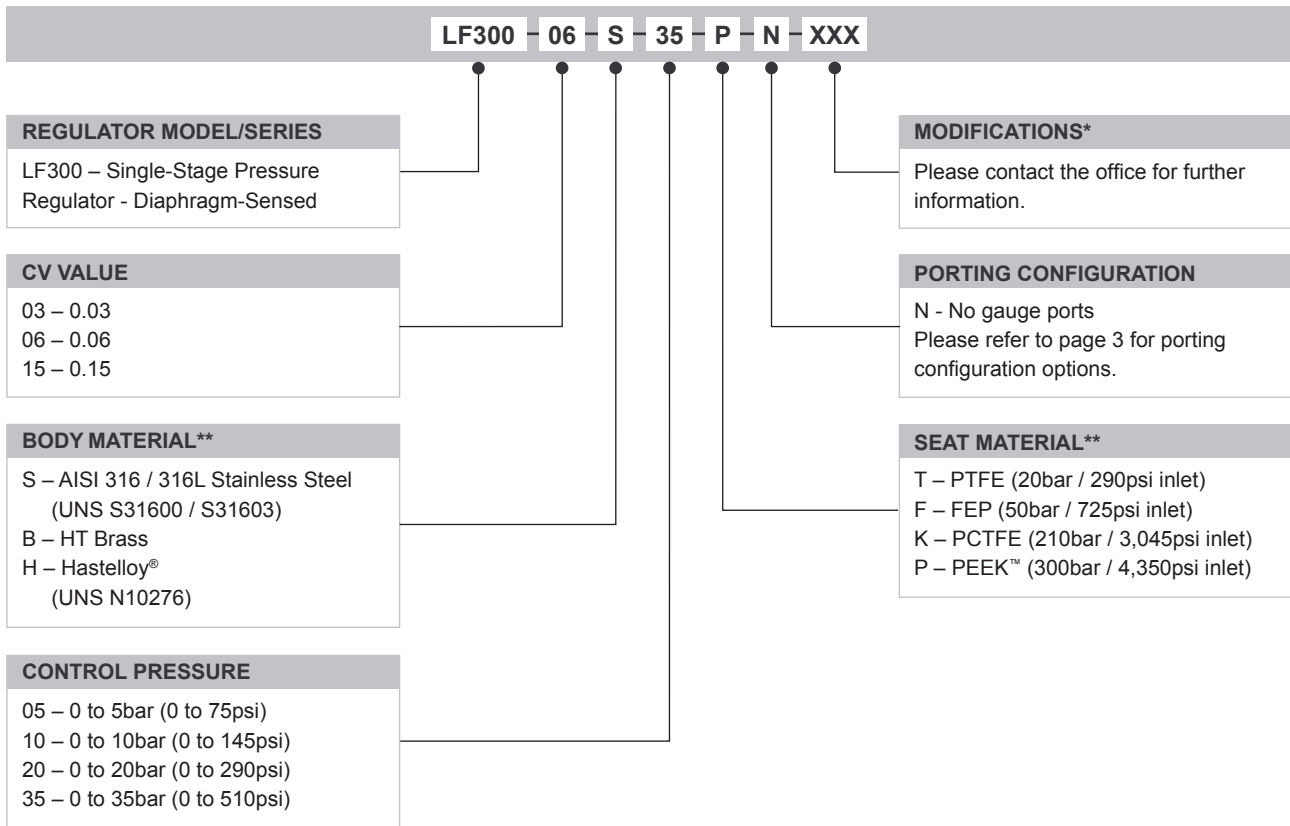 LF300 - 06 - S - 35 - P - N - XXX
REGULATOR MODEL/SERIES
LF300 – Single-Stage Pressure
Regulator - Diaphragm-Sensed
CV VALUE
03 – 0.03
06 – 0.06
15 – 0.15
BODY MATERIAL**
S – AISI 316 / 316L Stainless Steel
(UNS S31600 / S31603)
B – HT Brass
H – Hastelloy®
(UNS N10276)
CONTROL PRESSURE
05 – 0 to 5bar (0 to 75psi)
10 – 0 to 10bar (0 to 145psi)
20 – 0 to 20bar (0 to 290psi)
35 – 0 to 35bar (0 to 510psi)
MODIFICATIONS*
Please contact the office for further
information.
PORTING CONFIGURATION
N - No gauge ports
Please refer to page 3 for porting
configuration options.
SEAT MATERIAL**
T – PTFE (20bar / 290psi inlet)
F – FEP (50bar / 725psi inlet)
K – PCTFE (210bar / 3,045psi inlet)
P – PEEK™ (300bar / 4,350psi inlet)